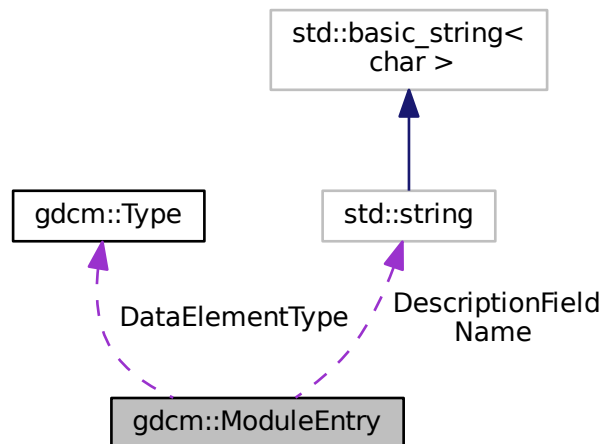 std::basic_string<
char >
gdcm::Type
std::string
DataElementType
DescriptionField
Name
gdcm::ModuleEntry